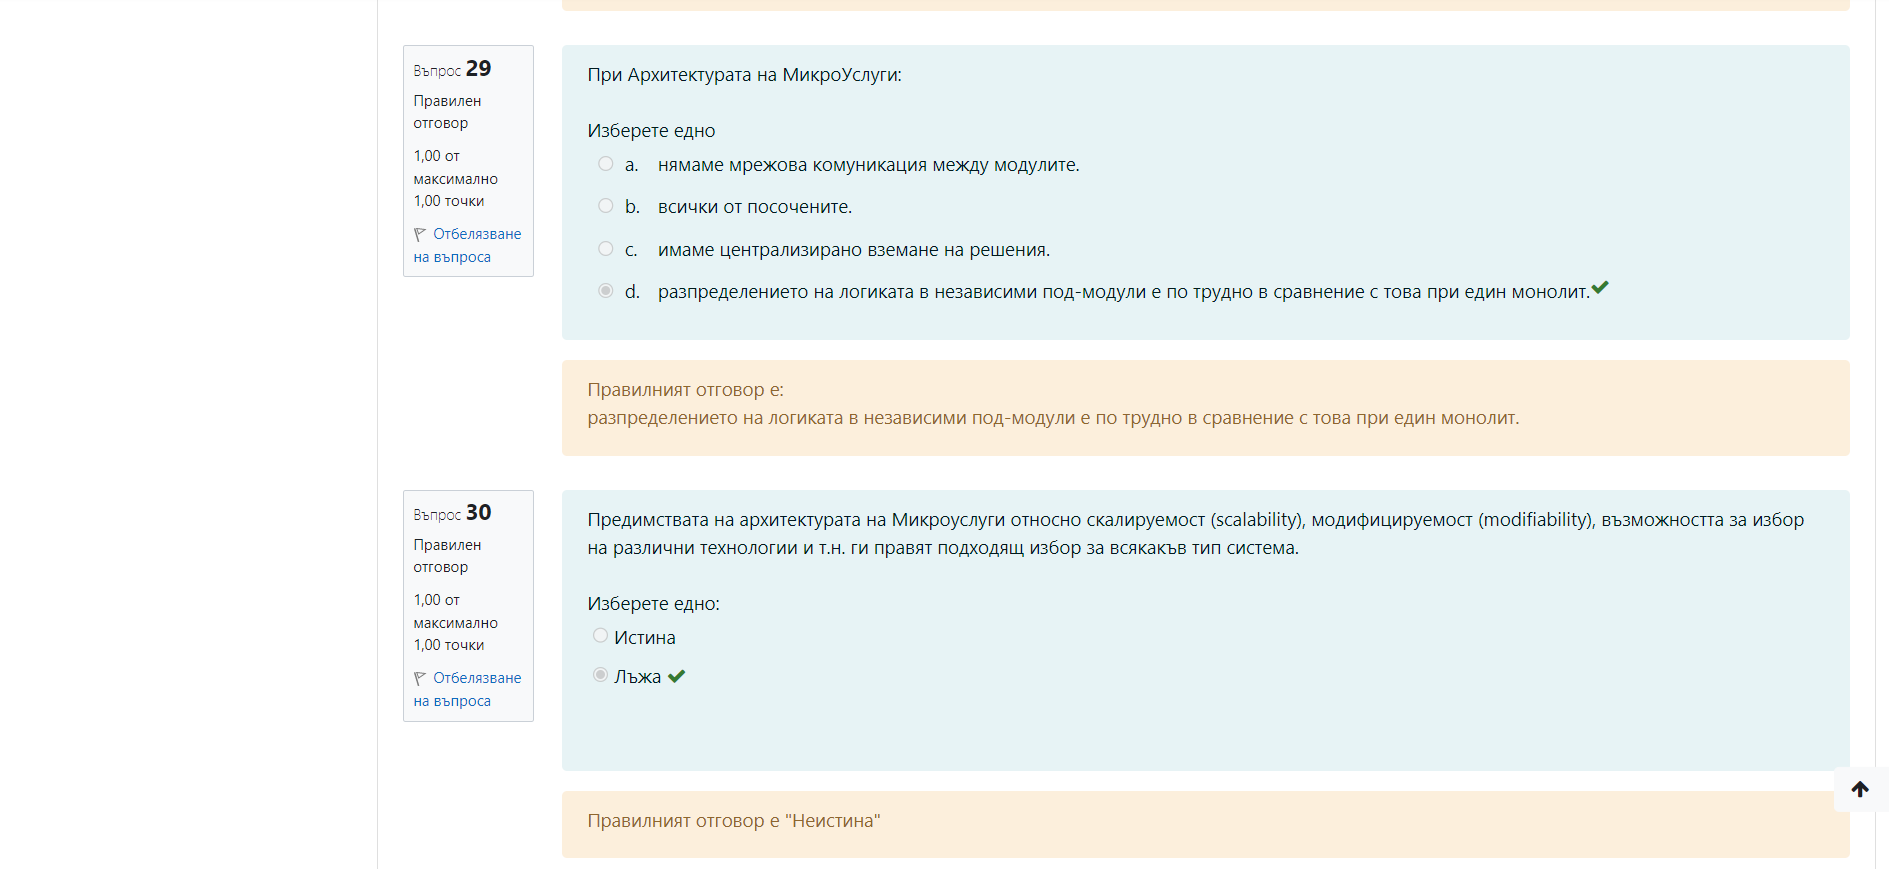 Въпрос 29
Правилен
отговор
1,00 от
максимално
1,00 точки
Отбелязване
на въпроса
При Архитектурата на МикроУслуги:
Изберете едно
a. нямаме мрежова комуникация между модулите.
b. всички от посочените.
c. имаме централизирано вземане на решения.
d. разпределението на логиката в независими под-модули е по трудно в сравнение с това при един монолит.
Правилният отговор е:
разпределението на логиката в независими под-модули е по трудно в сравнение с това при един монолит.
Въпрос 30
Правилен
отговор
1,00 от
максимално
1,00 точки
Отбелязване
на въпроса
Предимствата на архитектурата на Микроуслуги относно скалируемост (scalability), модифицируемост (modifiability), възможността за избор
на различни технологии и т.н. ги правят подходящ избор за всякакъв тип система.
Изберете едно:
Истина
Лъжа
Правилният отговор е "Неистина"